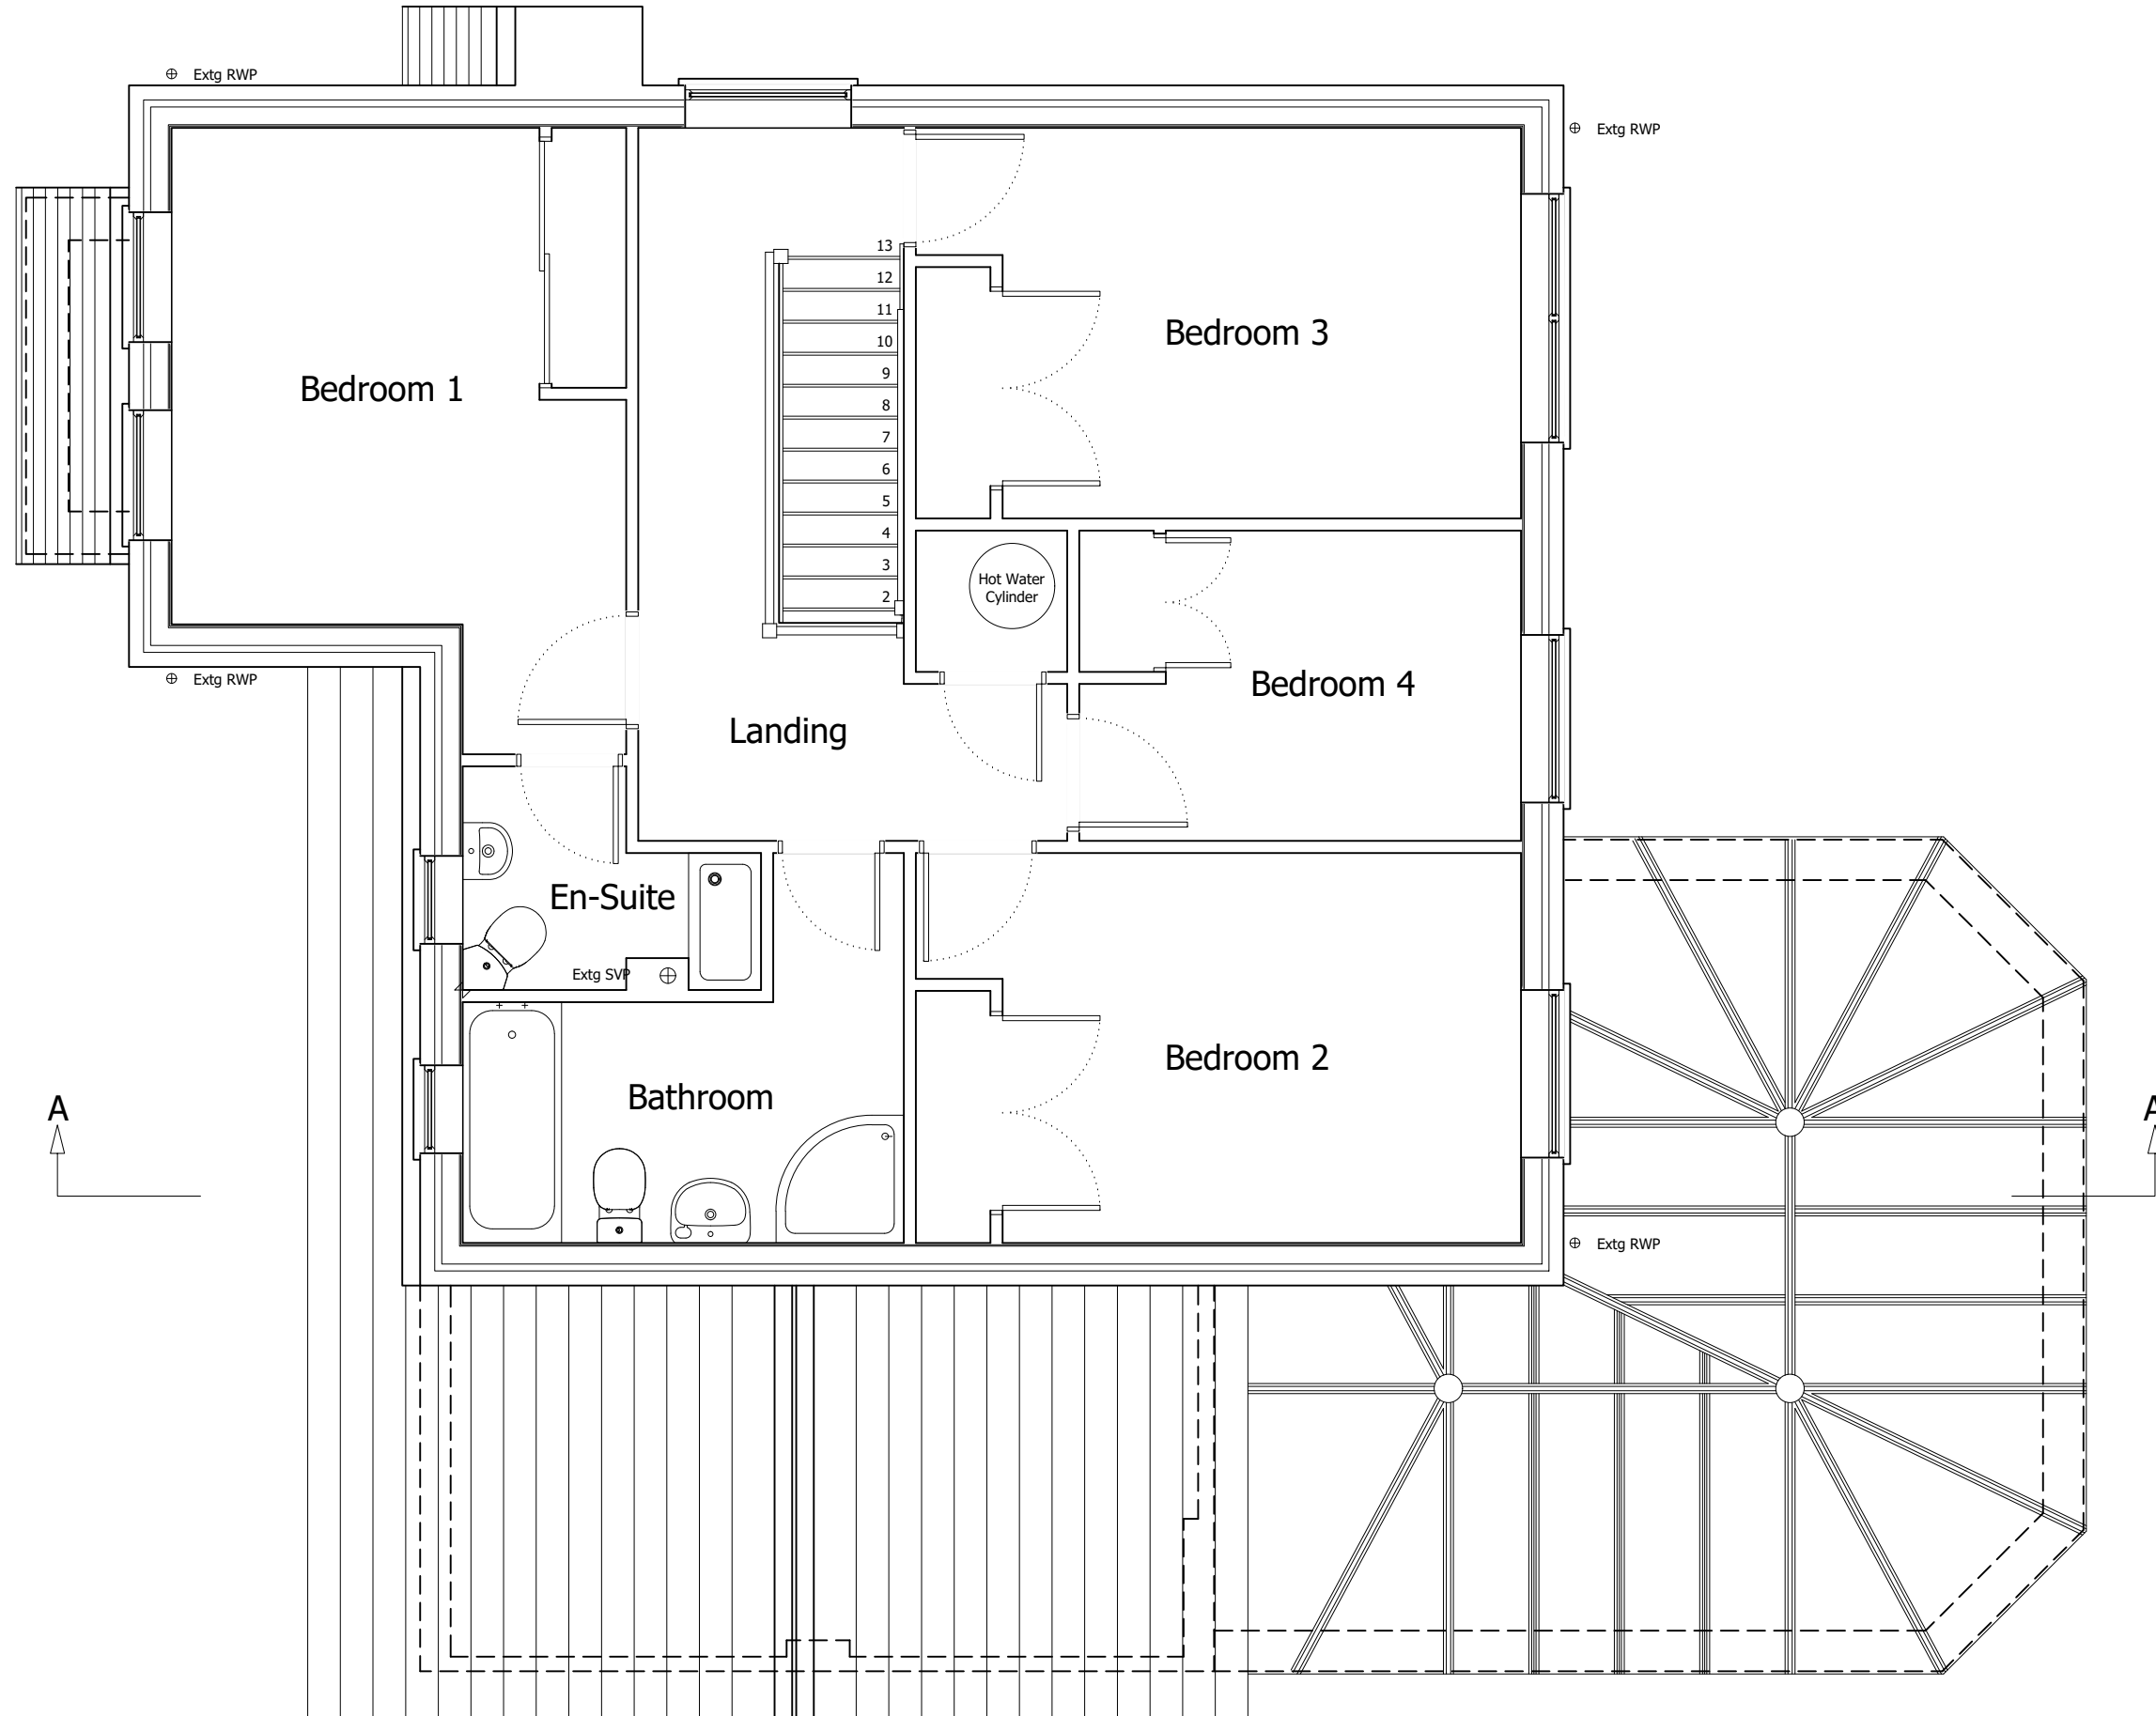 Extg RWP
Extg RWP
13
12
11
10
9
8
7
6
5
4
3
2
Bedroom 3
Bedroom 1
Hot Water
Cylinder
Extg RWP
Bedroom 4
Landing
En-Suite
Extg SVP
Bedroom 2
Bathroom
A
A
Extg RWP